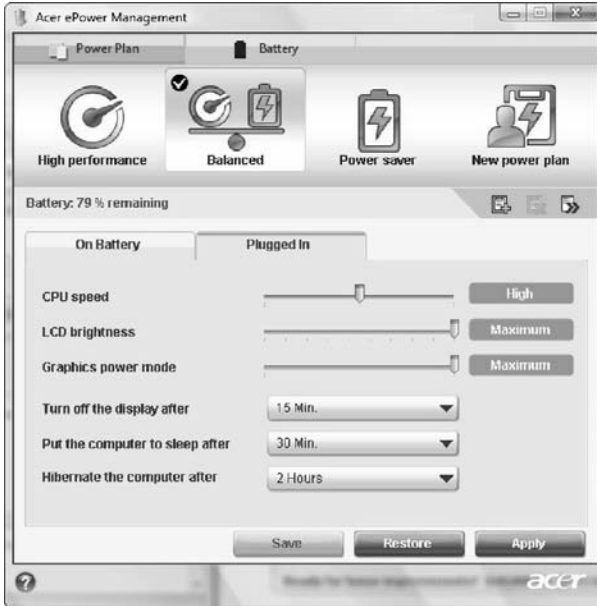 Acer ePower Management
Power Plan Battery
High performance Balanced Power saver New power plan
Battery: 79 % remaining
On Battery Plugged In
CPU speed High
LCD brightness Maximum
Graphics power mode Maximum
Turn off the display after 15 Min.
Put the computer to sleep after 30 Min.
Hibernate the computer after 2 Hours
Save Restore Apply
acer